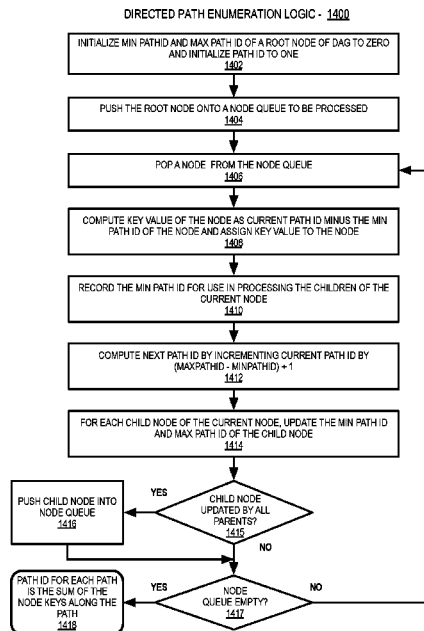 DIRECTED PATH ENUMERATION LOGIC - 1400
INITIALIZE MIN PATHID AND MAX PATH ID OF A ROOT NODE OF DAG TO ZERO
AND INITIALIZE PATH ID TO ONE
1402
PUSH THE ROOT NODE ONTO A NODE QUEUE TO BE PROCESSED
1404
POP A NODE FROM THE NODE QUEUE
1406
COMPUTE KEY VALUE OF THE NODE AS CURRENT PATH ID MINUS THE MIN
PATH ID OF THE NODE AND ASSIGN KEY VALUE TO THE NODE
1408
RECORD THE MIN PATH ID FOR USE IN PROCESSING THE CHILDREN OF THE
CURRENT NODE
1410
COMPUTE NEXT PATH ID BY INCREMENTING CURRENT PATH ID BY
(MAXPATHID - MINPATHID) + 1
1412
FOR EACH CHILD NODE OF THE CURRENT NODE, UPDATE THE MIN PATH ID
AND MAX PATH ID OF THE CHILD NODE
1414
PUSH CHILD NODE INTO
NODE QUEUE
1416
YES
CHILD NODE
UPDATED BY ALL
PARENTS?
1415
NO
PATH ID FOR EACH PATH
IS THE SUM OF THE
NODE KEYS ALONG THE
PATH
1418
YES
NODE
QUEUE EMPTY?
1417
NO